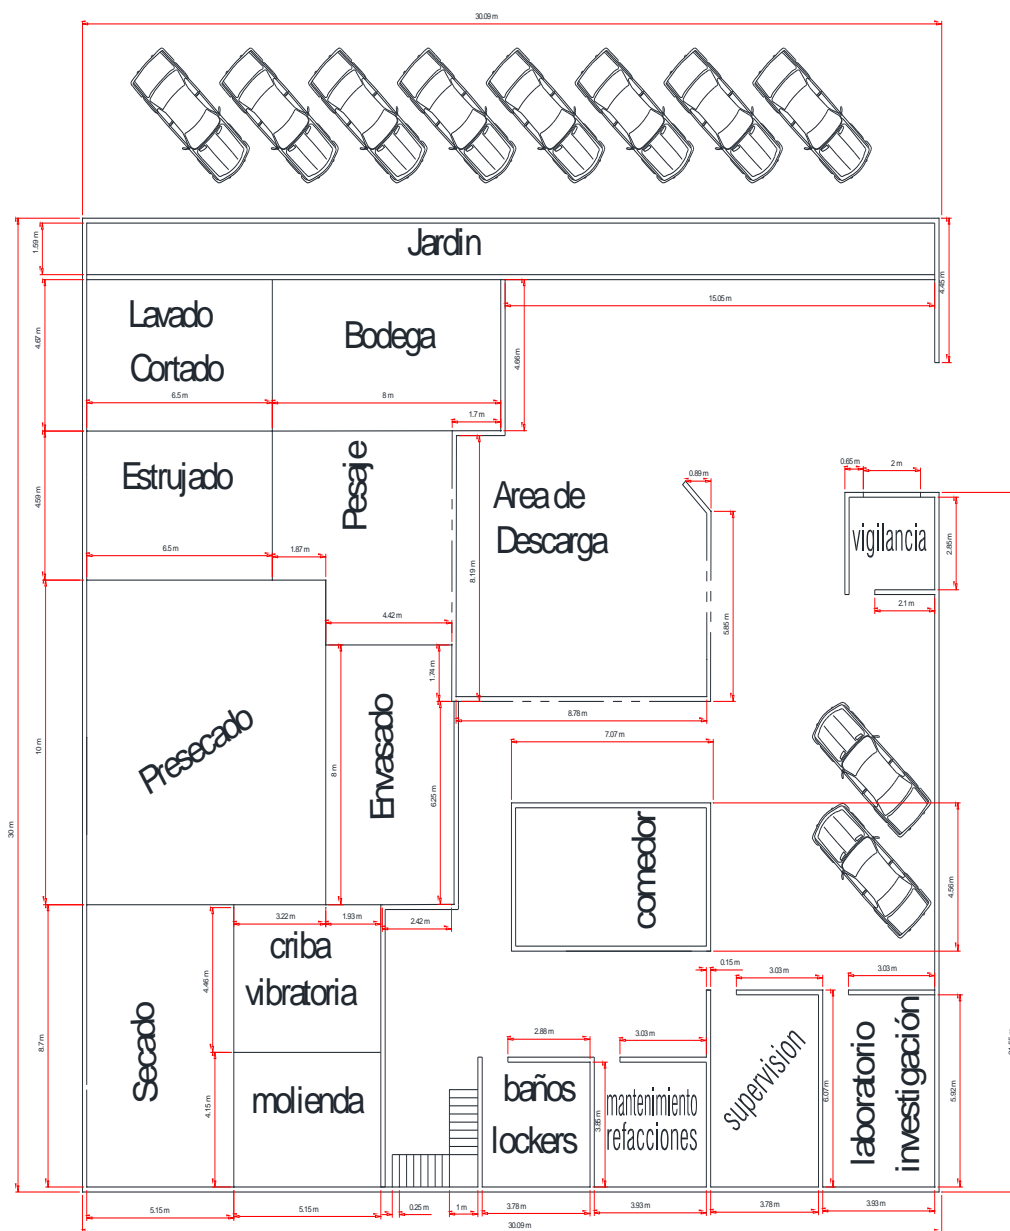 30.09 m
Jardin
1.59 m
4.45 m
15.05 m
Lavado
Cortado
Bodega
4.67 m
4.66 m
6.5 m
8 m
1.7 m
Estrujado
Pesaje
Area de
Descarga
4.59 m
0.89 m
0.65 m
2 m
vigilancia
2.85 m
2.1 m
6.5 m
1.87 m
8.19 m
5.85 m
4.42 m
1.74 m
8.78 m
7.07 m
Presecado
Envasado
10 m
8 m
6.25 m
comedor
4.56 m
30 m
3.22 m
1.93 m
2.42 m
criba
vibratoria
4.46 m
0.15 m
3.03 m
3.03 m
Secado
8.7 m
molienda
4.15 m
2.88 m
3.03 m
baños
lockers
3.85 m
mantenimiento
refacciones
supervision
6.07 m
laboratorio
investigación
5.92 m
5.15 m
5.15 m
0.25 m
1 m
3.78 m
3.93 m
3.78 m
3.93 m
30.09 m